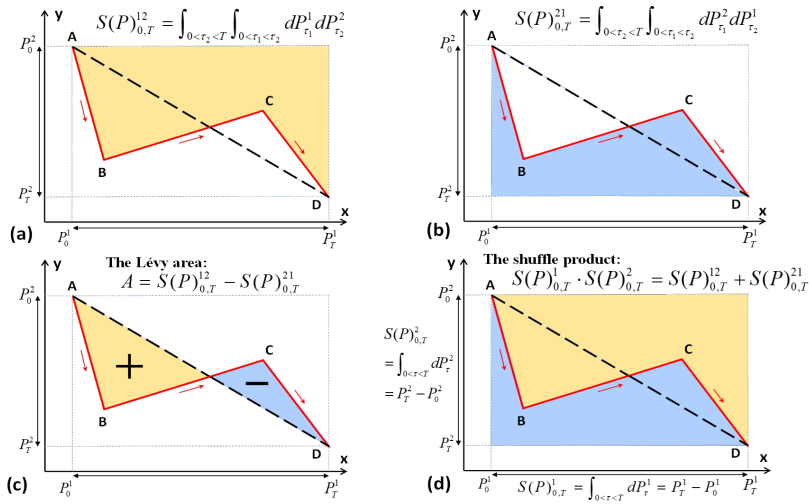 y
S(P)^{12}_{0,T} = ∫_{0<τ_2<T} ∫_{0<τ_1<τ_2} dP^1_{τ_1} dP^2_{τ_2}
A
P^2_0
C
B
P^2_T
D
x
(a)
P^1_0
P^1_T
y
S(P)^{21}_{0,T} = ∫_{0<τ_2<T} ∫_{0<τ_1<τ_2} dP^2_{τ_1} dP^1_{τ_2}
A
C
B
D
x
(b)
P^1_0
P^1_T
The Lévy area:
y
A = S(P)^{12}_{0,T} − S(P)^{21}_{0,T}
A
P^2_0
+
C
−
B
P^2_T
D
x
(c)
P^1_0
P^1_T
The shuffle product:
y
S(P)^1_{0,T} · S(P)^2_{0,T} = S(P)^{12}_{0,T} + S(P)^{21}_{0,T}
A
P^2_0
S(P)^2_{0,T}
= ∫_{0<τ<T} dP^2_τ
= P^2_T − P^2_0
C
B
P^2_T
D
x
(d)
P^1_0
S(P)^1_{0,T} = ∫_{0<τ<T} dP^1_τ = P^1_T − P^1_0
P^1_T